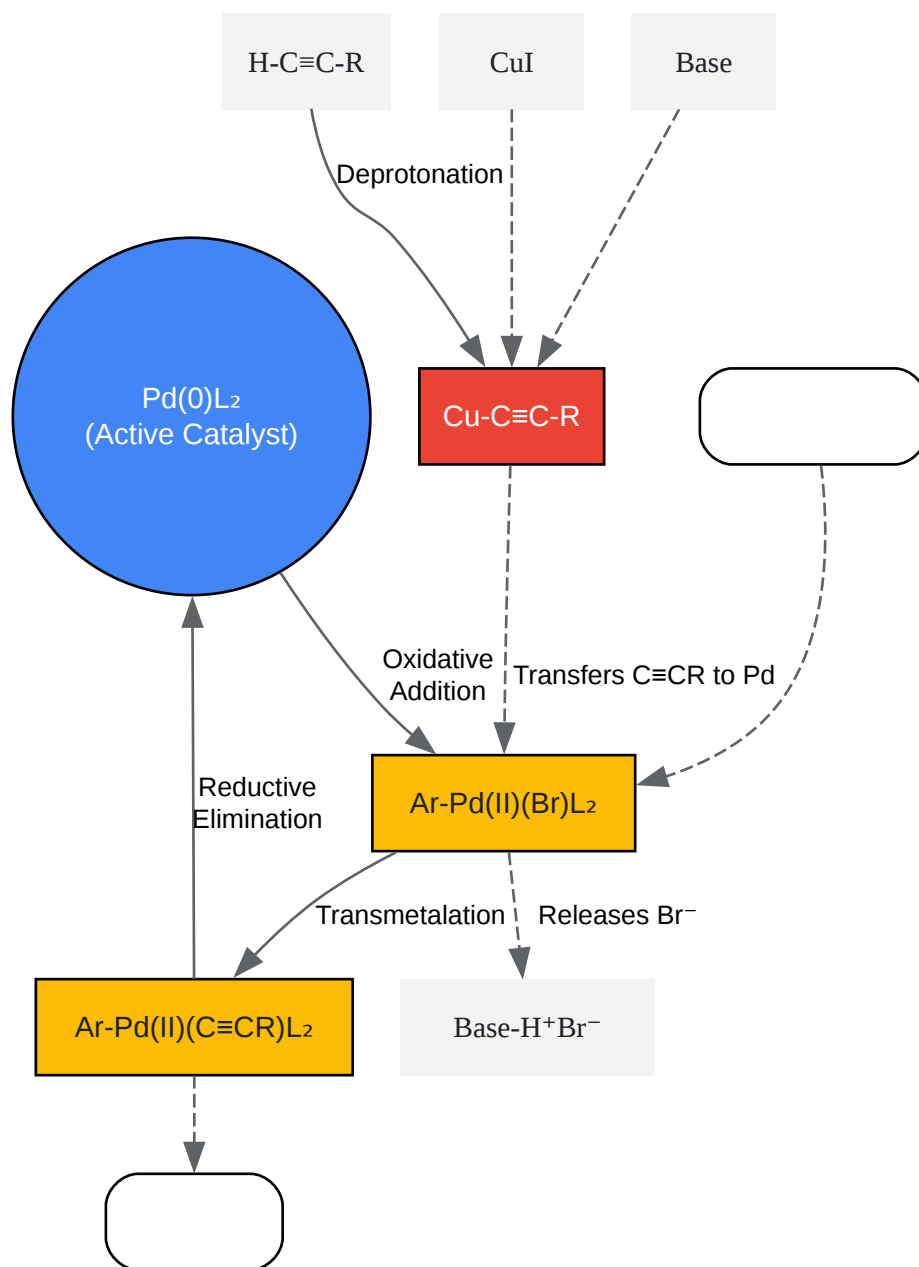 H-C≡C-R
CuI
Base
Deprotonation
Pd(0)L₂
(Active Catalyst)
Cu-C≡C-R
Oxidative
Addition
Transfers C≡CR to Pd
Reductive
Elimination
Ar-Pd(II)(Br)L₂
Transmetalation
Releases Br⁻
Ar-Pd(II)(C≡CR)L₂
Base-H⁺Br⁻